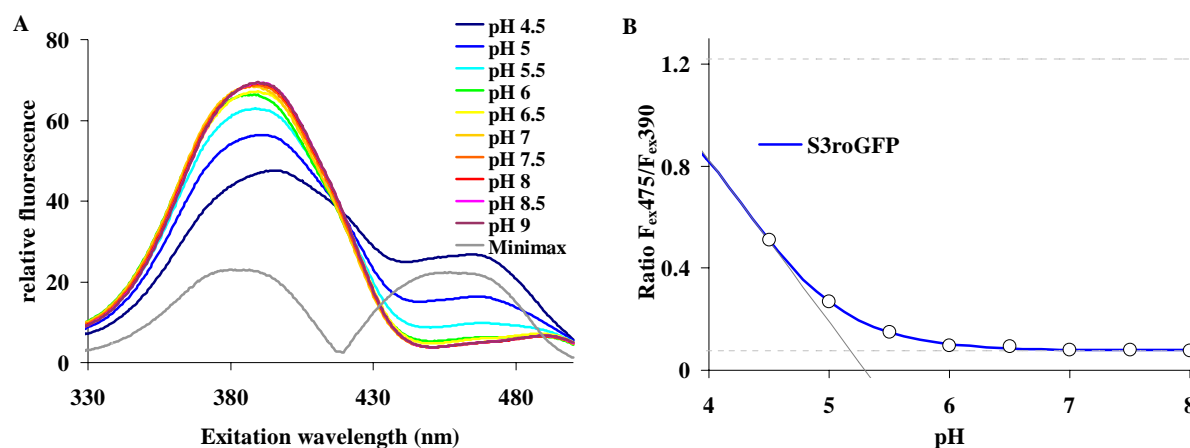 A
relative fluorescence
80
60
40
20
0
330
380
430
480
Exitation wavelength (nm)
pH 4.5
pH 5
pH 5.5
pH 6
pH 6.5
pH 7
pH 7.5
pH 8
pH 8.5
pH 9
Minimax
B
Ratio Fex475/Fex390
1.2
0.8
0.4
0
4
5
6
7
8
pH
S3roGFP